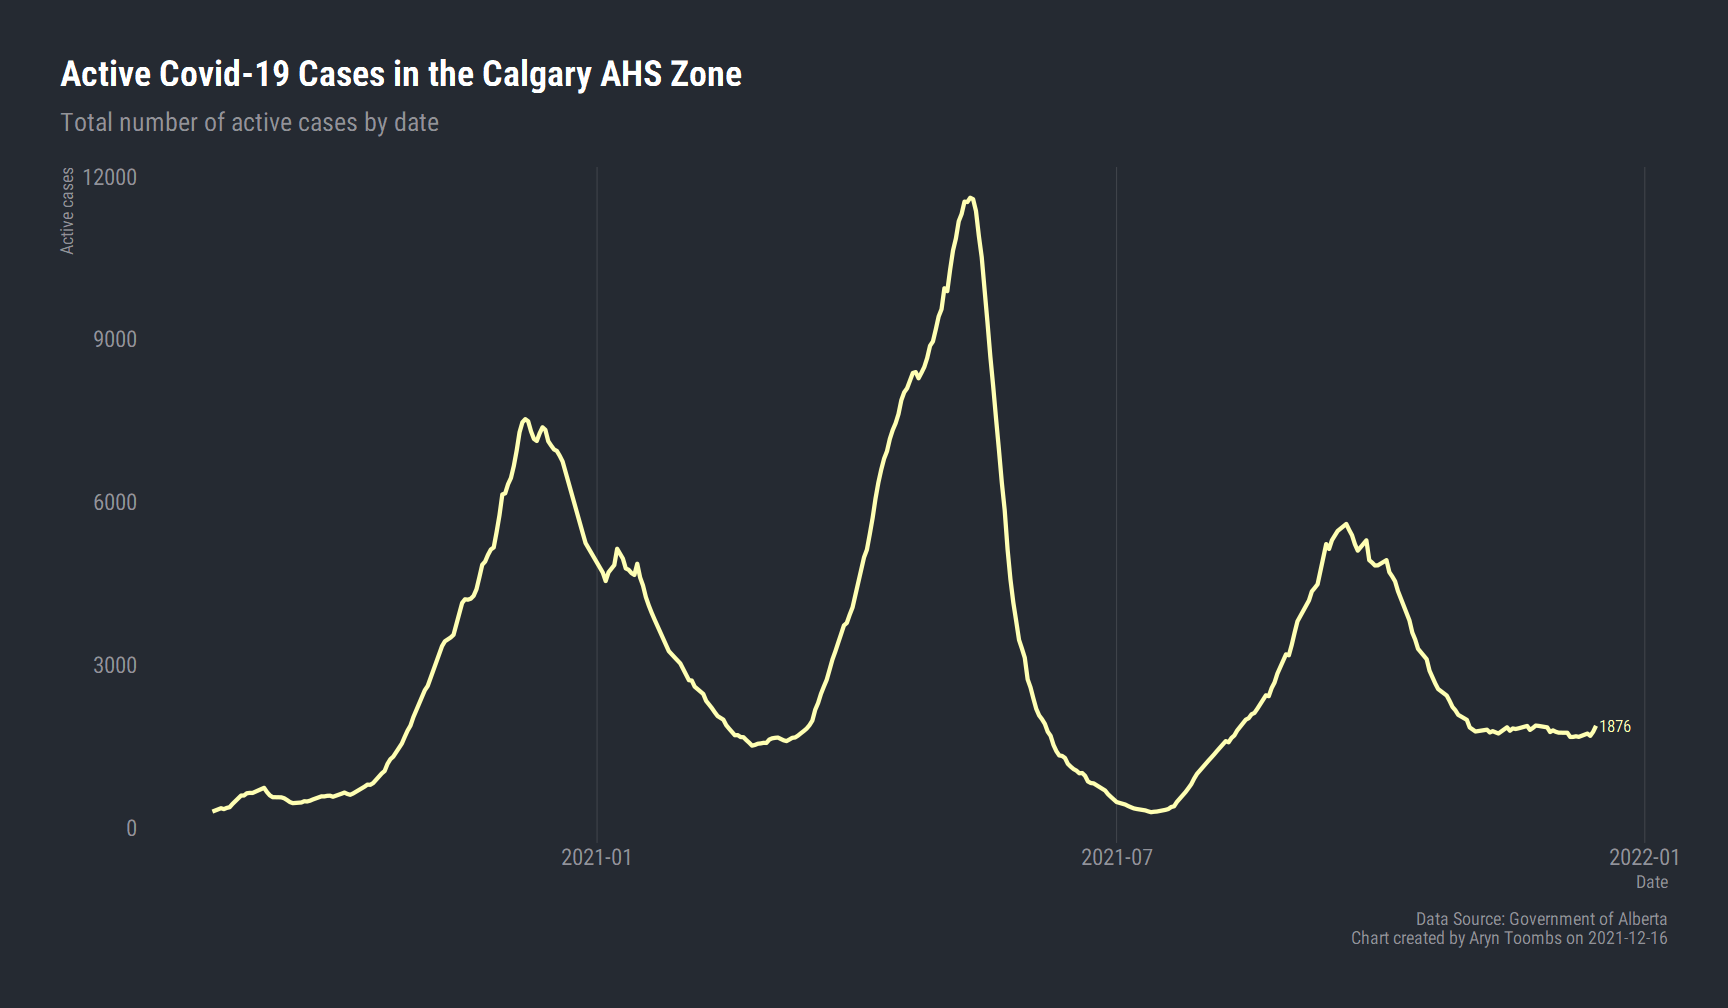 Active Covid-19 Cases in the Calgary AHS Zone
Total number of active cases by date
Active cases
12000
9000
6000
3000
0
1876
2021-01
2021-07
2022-01
Date
Data Source: Government of Alberta
Chart created by Aryn Toombs on 2021-12-16